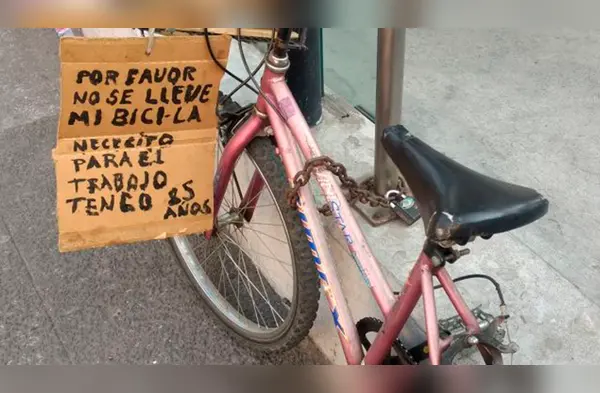 POR FAVOR
NO SE LLEVE
MI BICI-LA
NECECITO
PARA EL
TRABAJO
TENGO 85
AÑOS